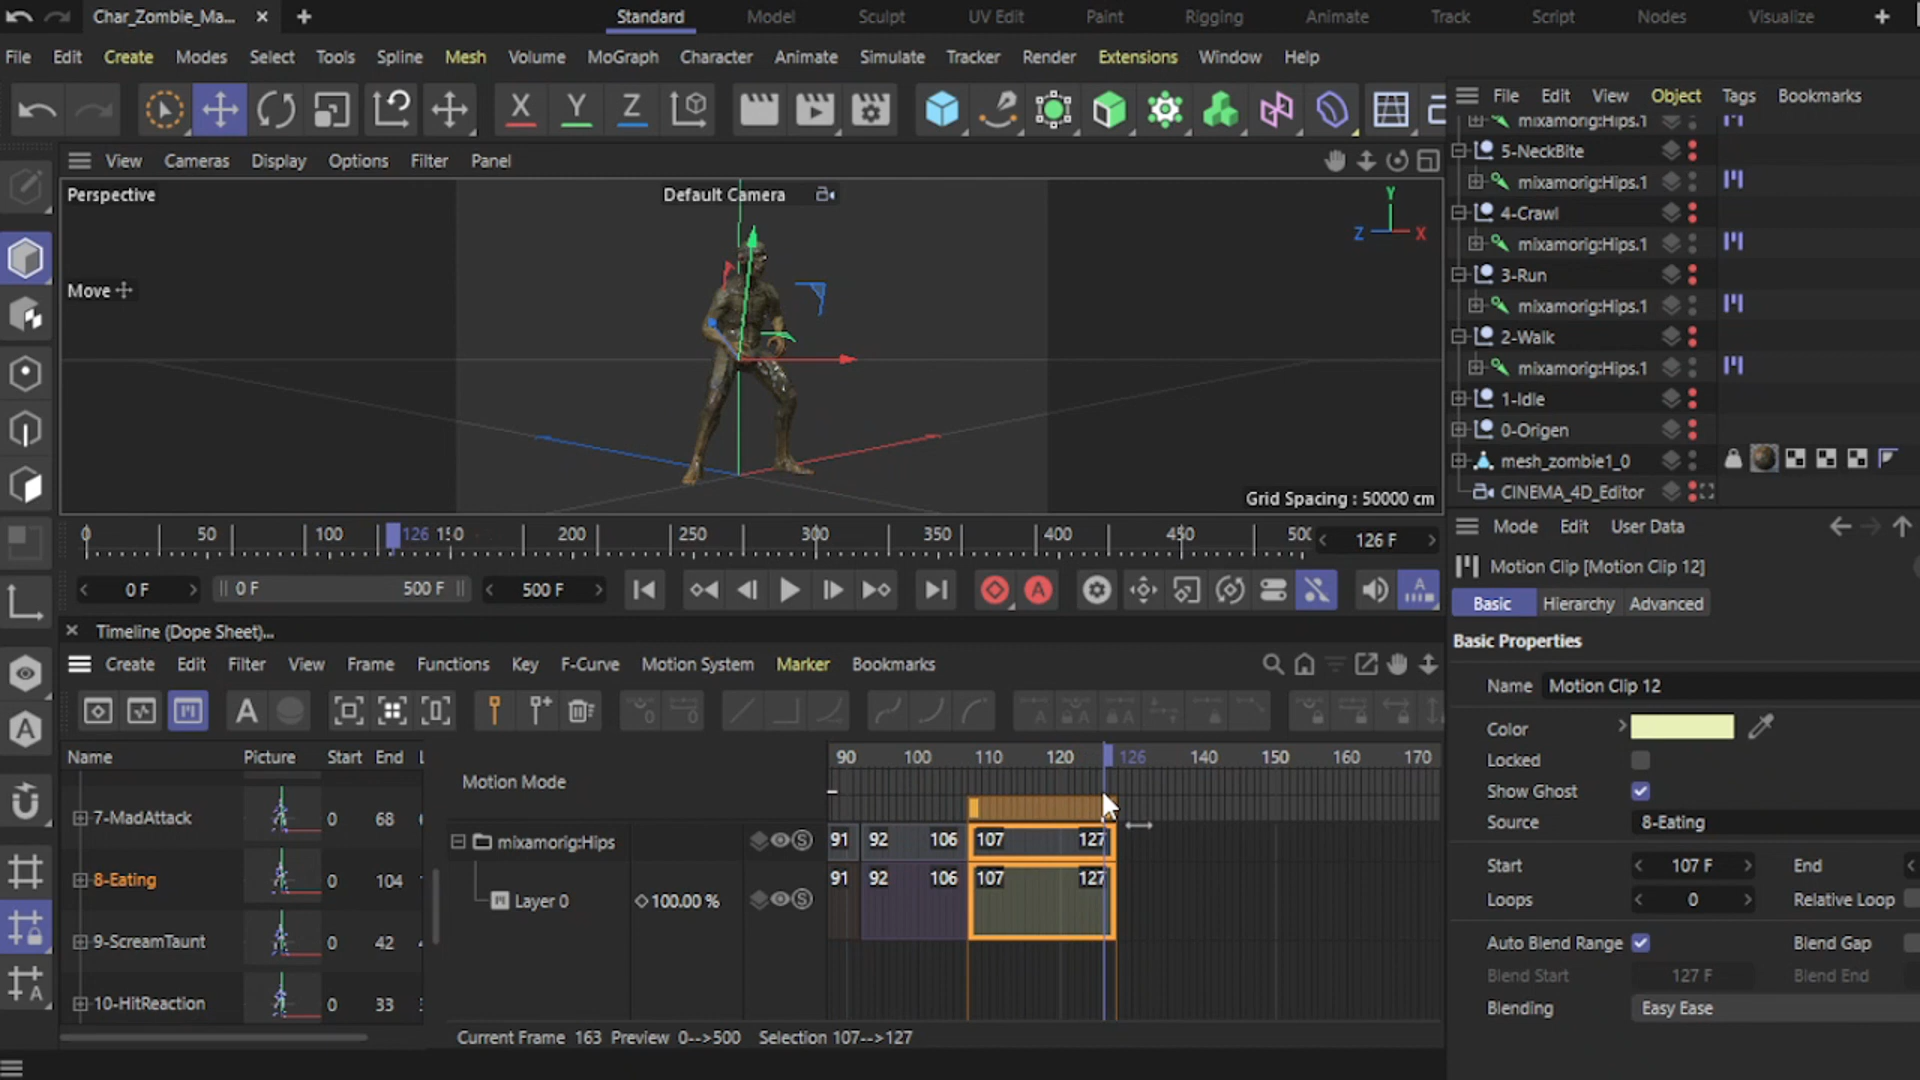 Char_Zombie_Ma...
Standard Model Sculpt UV Edit Paint Rigging Animate Track Script Nodes Visualize
File Edit Create Modes Select Tools Spline Mesh Volume MoGraph Character Animate Simulate Tracker Render Extensions Window Help
X Y Z
File Edit View Object Tags Bookmarks
View Cameras Display Options Filter Panel
Perspective
Default Camera
Move
Y
Z X
Grid Spacing : 50000 cm
mixamorig:Hips.1
5-NeckBite
mixamorig:Hips.1
4-Crawl
mixamorig:Hips.1
3-Run
mixamorig:Hips.1
2-Walk
mixamorig:Hips.1
1-Idle
0-Origen
mesh_zombie1_0
CINEMA_4D_Editor
0 50 100 126 150 200 250 300 350 400 450 500
126 F
0 F 0 F 500 F 500 F
A
Mode Edit User Data
Motion Clip [Motion Clip 12]
Basic Hierarchy Advanced
Basic Properties
Name Motion Clip 12
Color
Locked
Show Ghost
Source 8-Eating
Start 107 F End
Loops 0 Relative Loop
Auto Blend Range Blend Gap
Blend Start 127 F Blend End
Blending Easy Ease
Timeline (Dope Sheet)...
Create Edit Filter View Frame Functions Key F-Curve Motion System Marker Bookmarks
Name Picture Start End
7-MadAttack 0 68
8-Eating 0 104
9-ScreamTaunt 0 42
10-HitReaction 0 33
90 100 110 120 126 140 150 160 170
Motion Mode
mixamorig:Hips 91 92 106 107 127
91 92 106 107 127
Layer 0 100.00 %
Current Frame 163 Preview 0-->500 Selection 107-->127